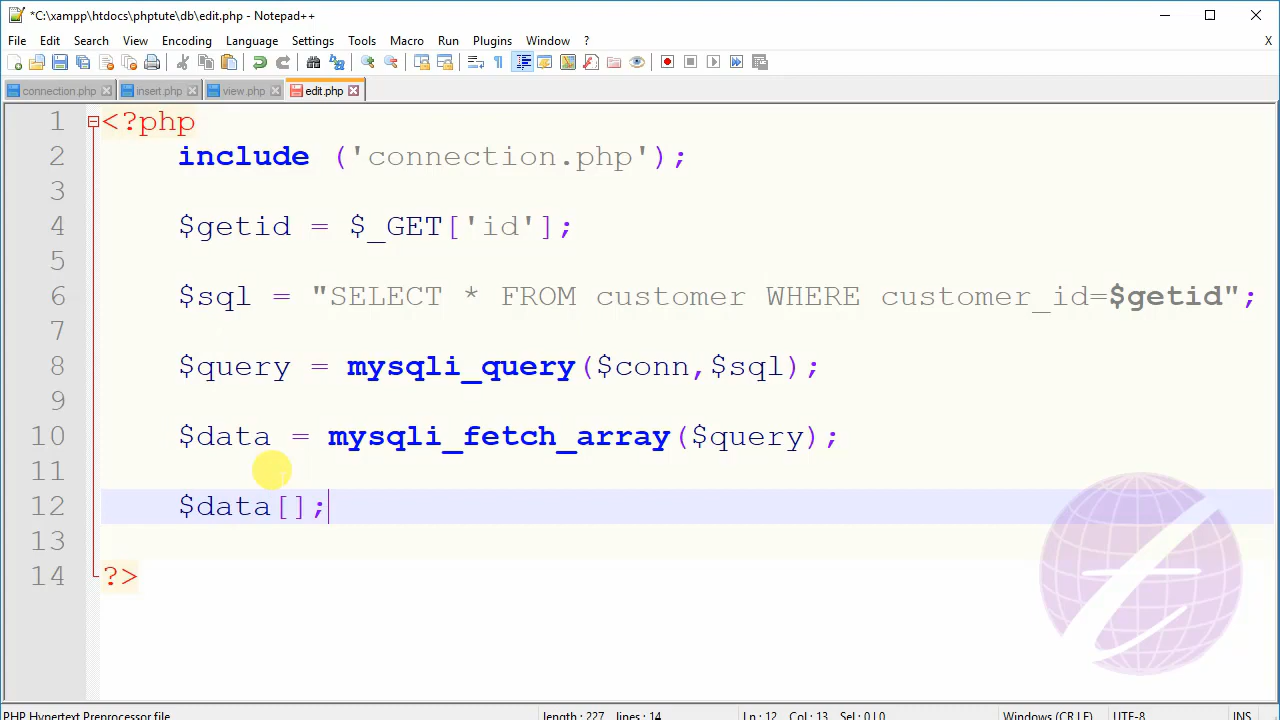 *C:\xampp\htdocs\phptute\db\edit.php - Notepad++
File Edit Search View Encoding Language Settings Tools Macro Run Plugins Window ? X
connection.php insert.php view.php edit.php
1 <?php
2 include ('connection.php');
3
4 $getid = $_GET['id'];
5
6 $sql = "SELECT * FROM customer WHERE customer_id=$getid";
7
8 $query = mysqli_query($conn,$sql);
9
10 $data = mysqli_fetch_array($query);
11
12 $data[];
13
14 ?>
PHP Hypertext Preprocessor file length : 227 lines : 14 Ln : 12 Col : 13 Sel : 0 | 0 Windows (CR LF) UTF-8 INS